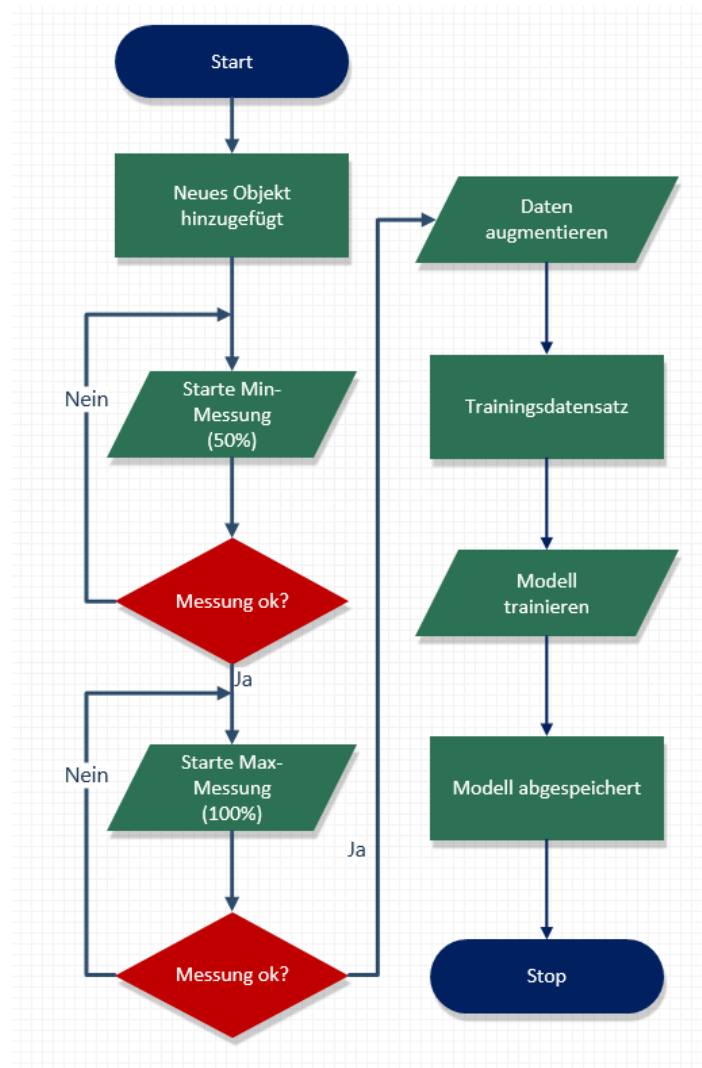 Start
Neues Objekt
hinzugefügt
Nein
Starte Min-
Messung
(50%)
Messung ok?
Ja
Nein
Starte Max-
Messung
(100%)
Messung ok?
Ja
Daten
augmentieren
Trainingsdatensatz
Modell
trainieren
Modell abgespeichert
Stop